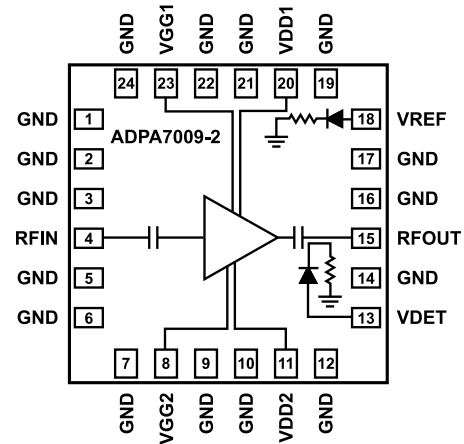 GND VGG1 GND GND VDD1 GND
24 23 22 21 20 19
GND 1 ADPA7009-2 18 VREF
GND 2 17 GND
GND 3 16 GND
RFIN 4 15 RFOUT
GND 5 14 GND
GND 6 13 VDET
7 8 9 10 11 12
GND VGG2 GND GND VDD2 GND